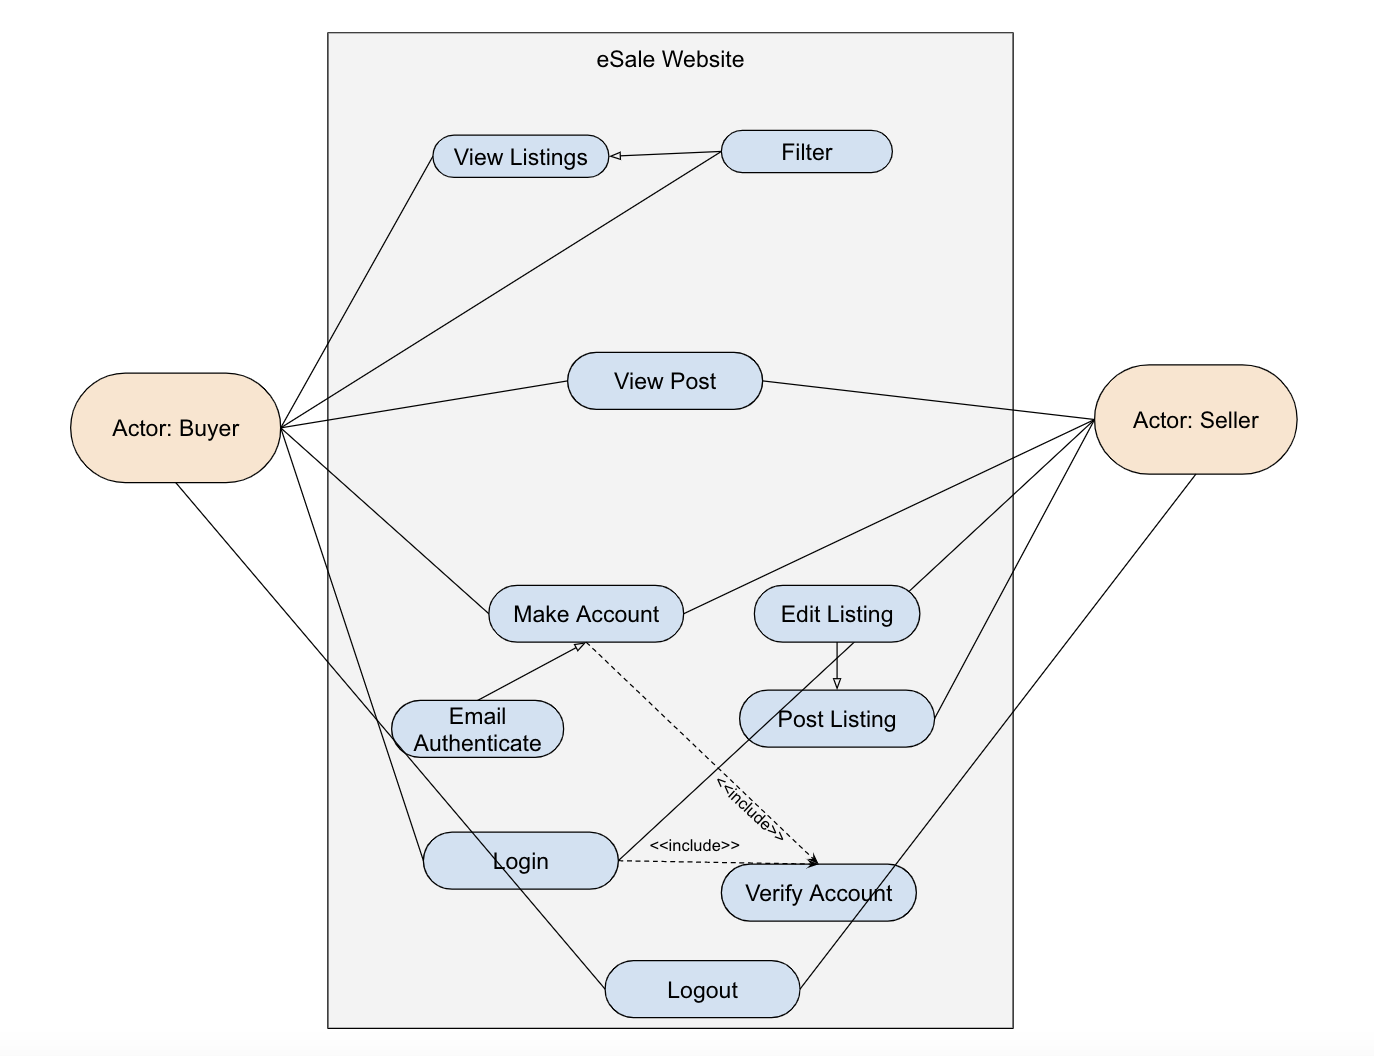 eSale Website
View Listings
Filter
View Post
Actor: Buyer
Actor: Seller
Make Account
Edit Listing
Email
Authenticate
Post Listing
<<include>>
<<include>>
Login
Verify Account
Logout